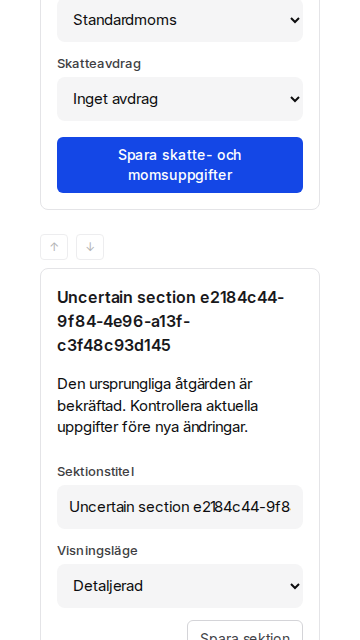 Standardmoms
Skatteavdrag
Inget avdrag
Spara skatte- och
momsuppgifter
↑ ↓
Uncertain section e2184c44-
9f84-4e96-a13f-
c3f48c93d145
Den ursprungliga åtgärden är
bekräftad. Kontrollera aktuella
uppgifter före nya ändringar.
Sektionstitel
Uncertain section e2184c44-9f8
Visningsläge
Detaljerad
Spara sektion